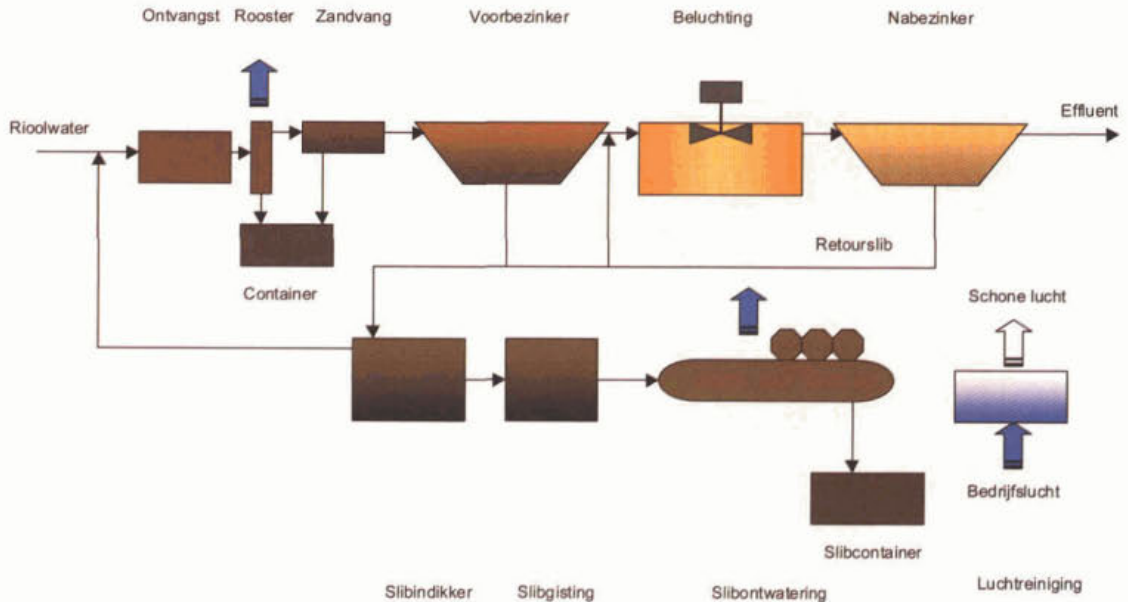 Ontvangst
Rooster
Zandvang
Voorbezinker
Beluchting
Nabezinker
Rioolwater
Effluent
Retourslib
Container
Schone lucht
Bedrijfslucht
Slibcontainer
Slibindikker
Slibgisting
Slibontwatering
Luchtreiniging